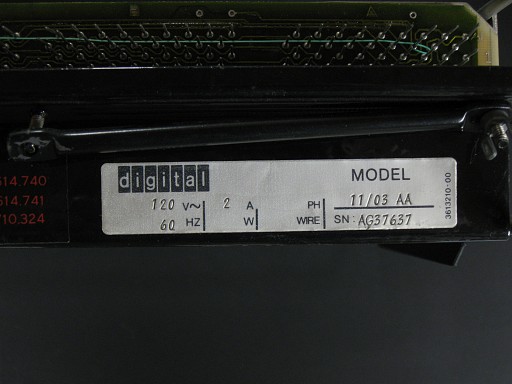 614.740
614.741
710.324
digital
MODEL
120 V~ 2 A PH 11/03 AA
60 HZ W WIRE SN: AG37637
3613210-00